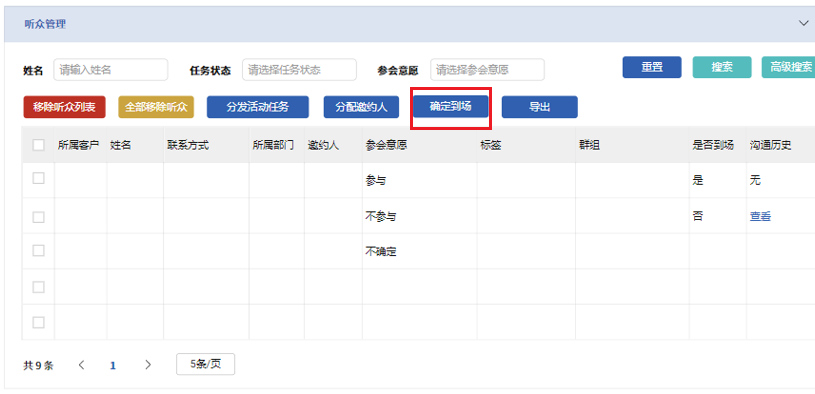 听众管理
姓名 请输入姓名 任务状态 请选择任务状态 参会意愿 请选择参会意愿 重置 搜索 高级搜索
移除听众列表 全部移除听众 分发活动任务 分配邀约人 确定到场 导出
所属客户 姓名 联系方式 所属部门 邀约人 参会意愿 标签 群组 是否到场 沟通历史
参与 是 无
不参与 否 查看
不确定
共 9 条 1 5条/页